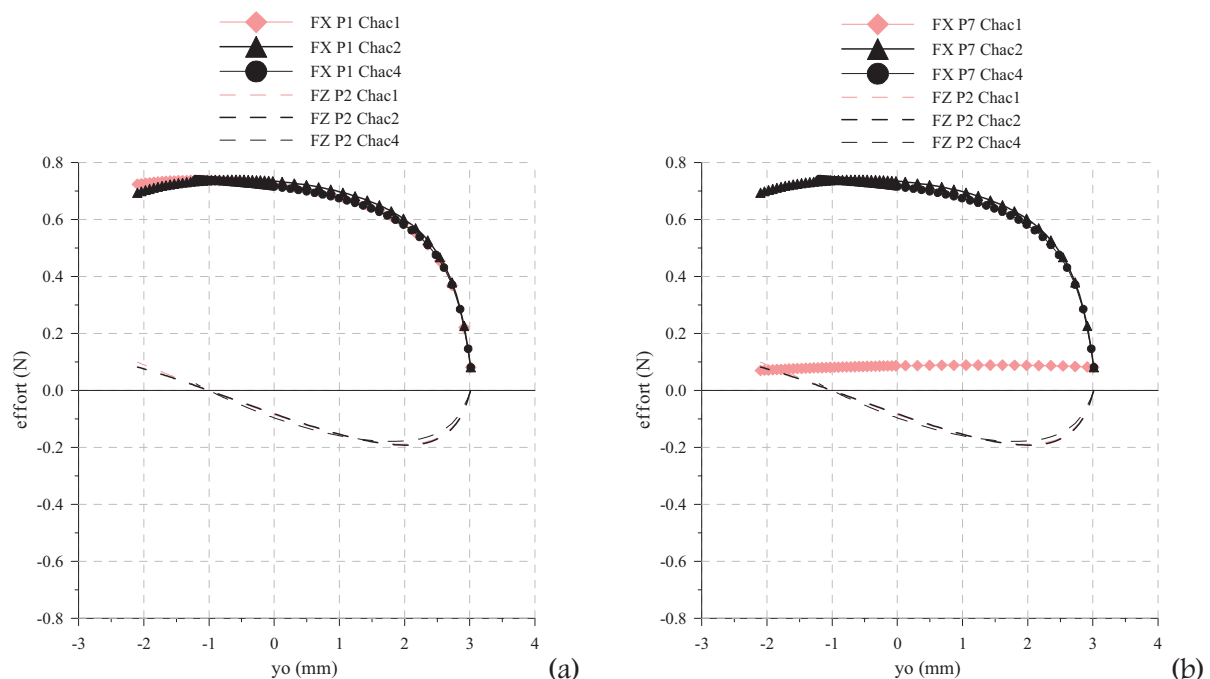 FX P1 Chac1
FX P1 Chac2
FX P1 Chac4
FZ P2 Chac1
FZ P2 Chac2
FZ P2 Chac4
0.8
0.6
0.4
0.2
0.0
-0.2
-0.4
-0.6
-0.8
effort (N)
-3 -2 -1 0 1 2 3 4
yo (mm)
(a)
FX P7 Chac1
FX P7 Chac2
FX P7 Chac4
FZ P2 Chac1
FZ P2 Chac2
FZ P2 Chac4
0.8
0.6
0.4
0.2
0.0
-0.2
-0.4
-0.6
-0.8
effort (N)
-3 -2 -1 0 1 2 3 4
yo (mm)
(b)